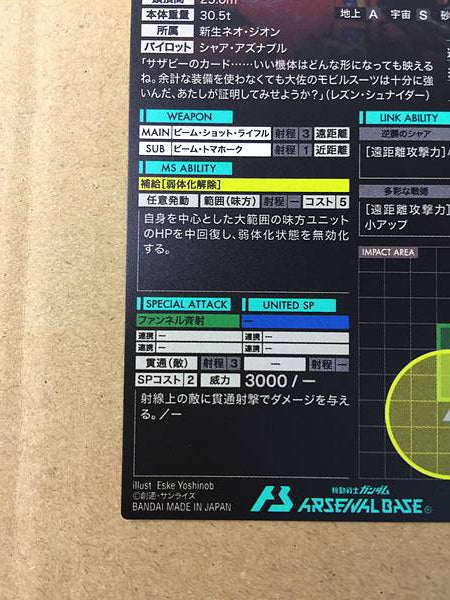 本体重量 30.5t
地上 A 宇宙 S 砂
所属 新生ネオ・ジオン
パイロット シャア・アズナブル
「サザビーのカード……いい機体はどんな形になっても映える
ね。余計な装備を使わなくても大佐のモビルスーツは十分に強
いんだ、あたしが証明してみせようか？」（レズン・シュナイダー）
WEAPON
MAIN ビーム・ショット・ライフル 射程 3 遠距離
SUB ビーム・トマホーク 射程 1 近距離
MS ABILITY
補給［弱体化解除］
任意発動 範囲（味方） 射程 — コスト 5
自身を中心とした大範囲の味方ユニット
のHPを中回復し、弱体化状態を無効化
する。
LINK ABILITY
逆襲のシャア
［遠距離攻撃力］
多彩な戦術
［遠距離攻撃力］
小アップ
IMPACT AREA
SPECIAL ATTACK
ファンネル斉射
連携 —
連携 —
貫通（敵） 射程 3
SPコスト 2 威力 3000 / —
UNITED SP
—
連携 —
連携 —
— 射程 —
射線上の敵に貫通射撃でダメージを与え
る。／—
illust Eske Yoshinob
©創通・サンライズ
BANDAI MADE IN JAPAN
機動戦士ガンダム
ARSENAL BASE®